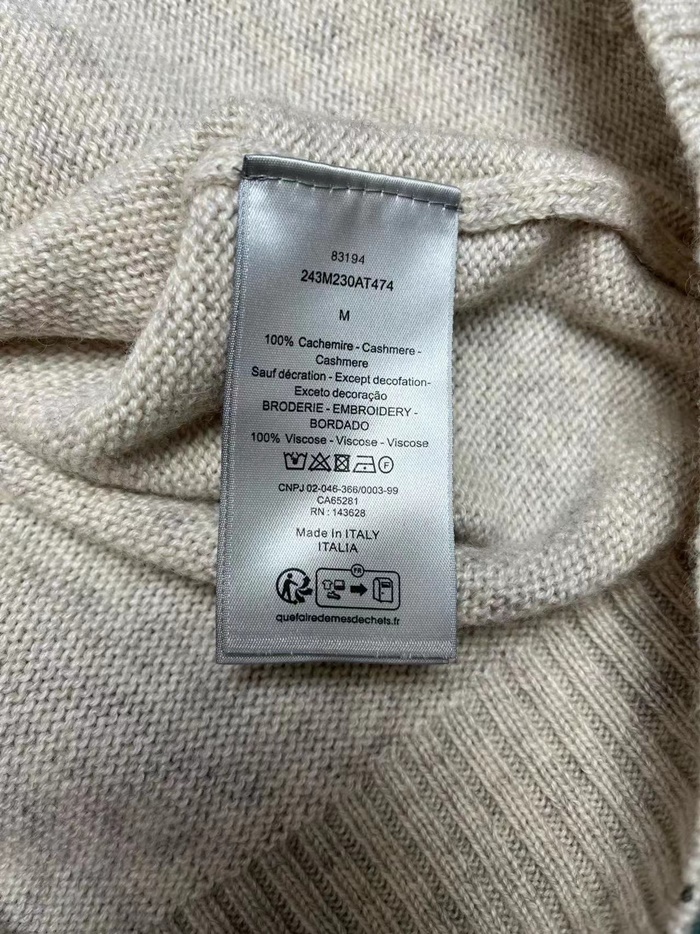 83194
243M230AT474
M
100% Cachemire - Cashmere -
Cashmere
Sauf décration - Except decofation-
Exceto decoração
BRODERIE - EMBROIDERY -
BORDADO
100% Viscose - Viscose - Viscose
F
CNPJ 02-046-366/0003-99
CA65281
RN : 143628
Made In ITALY
ITALIA
FR
quefairedemesdechets.fr